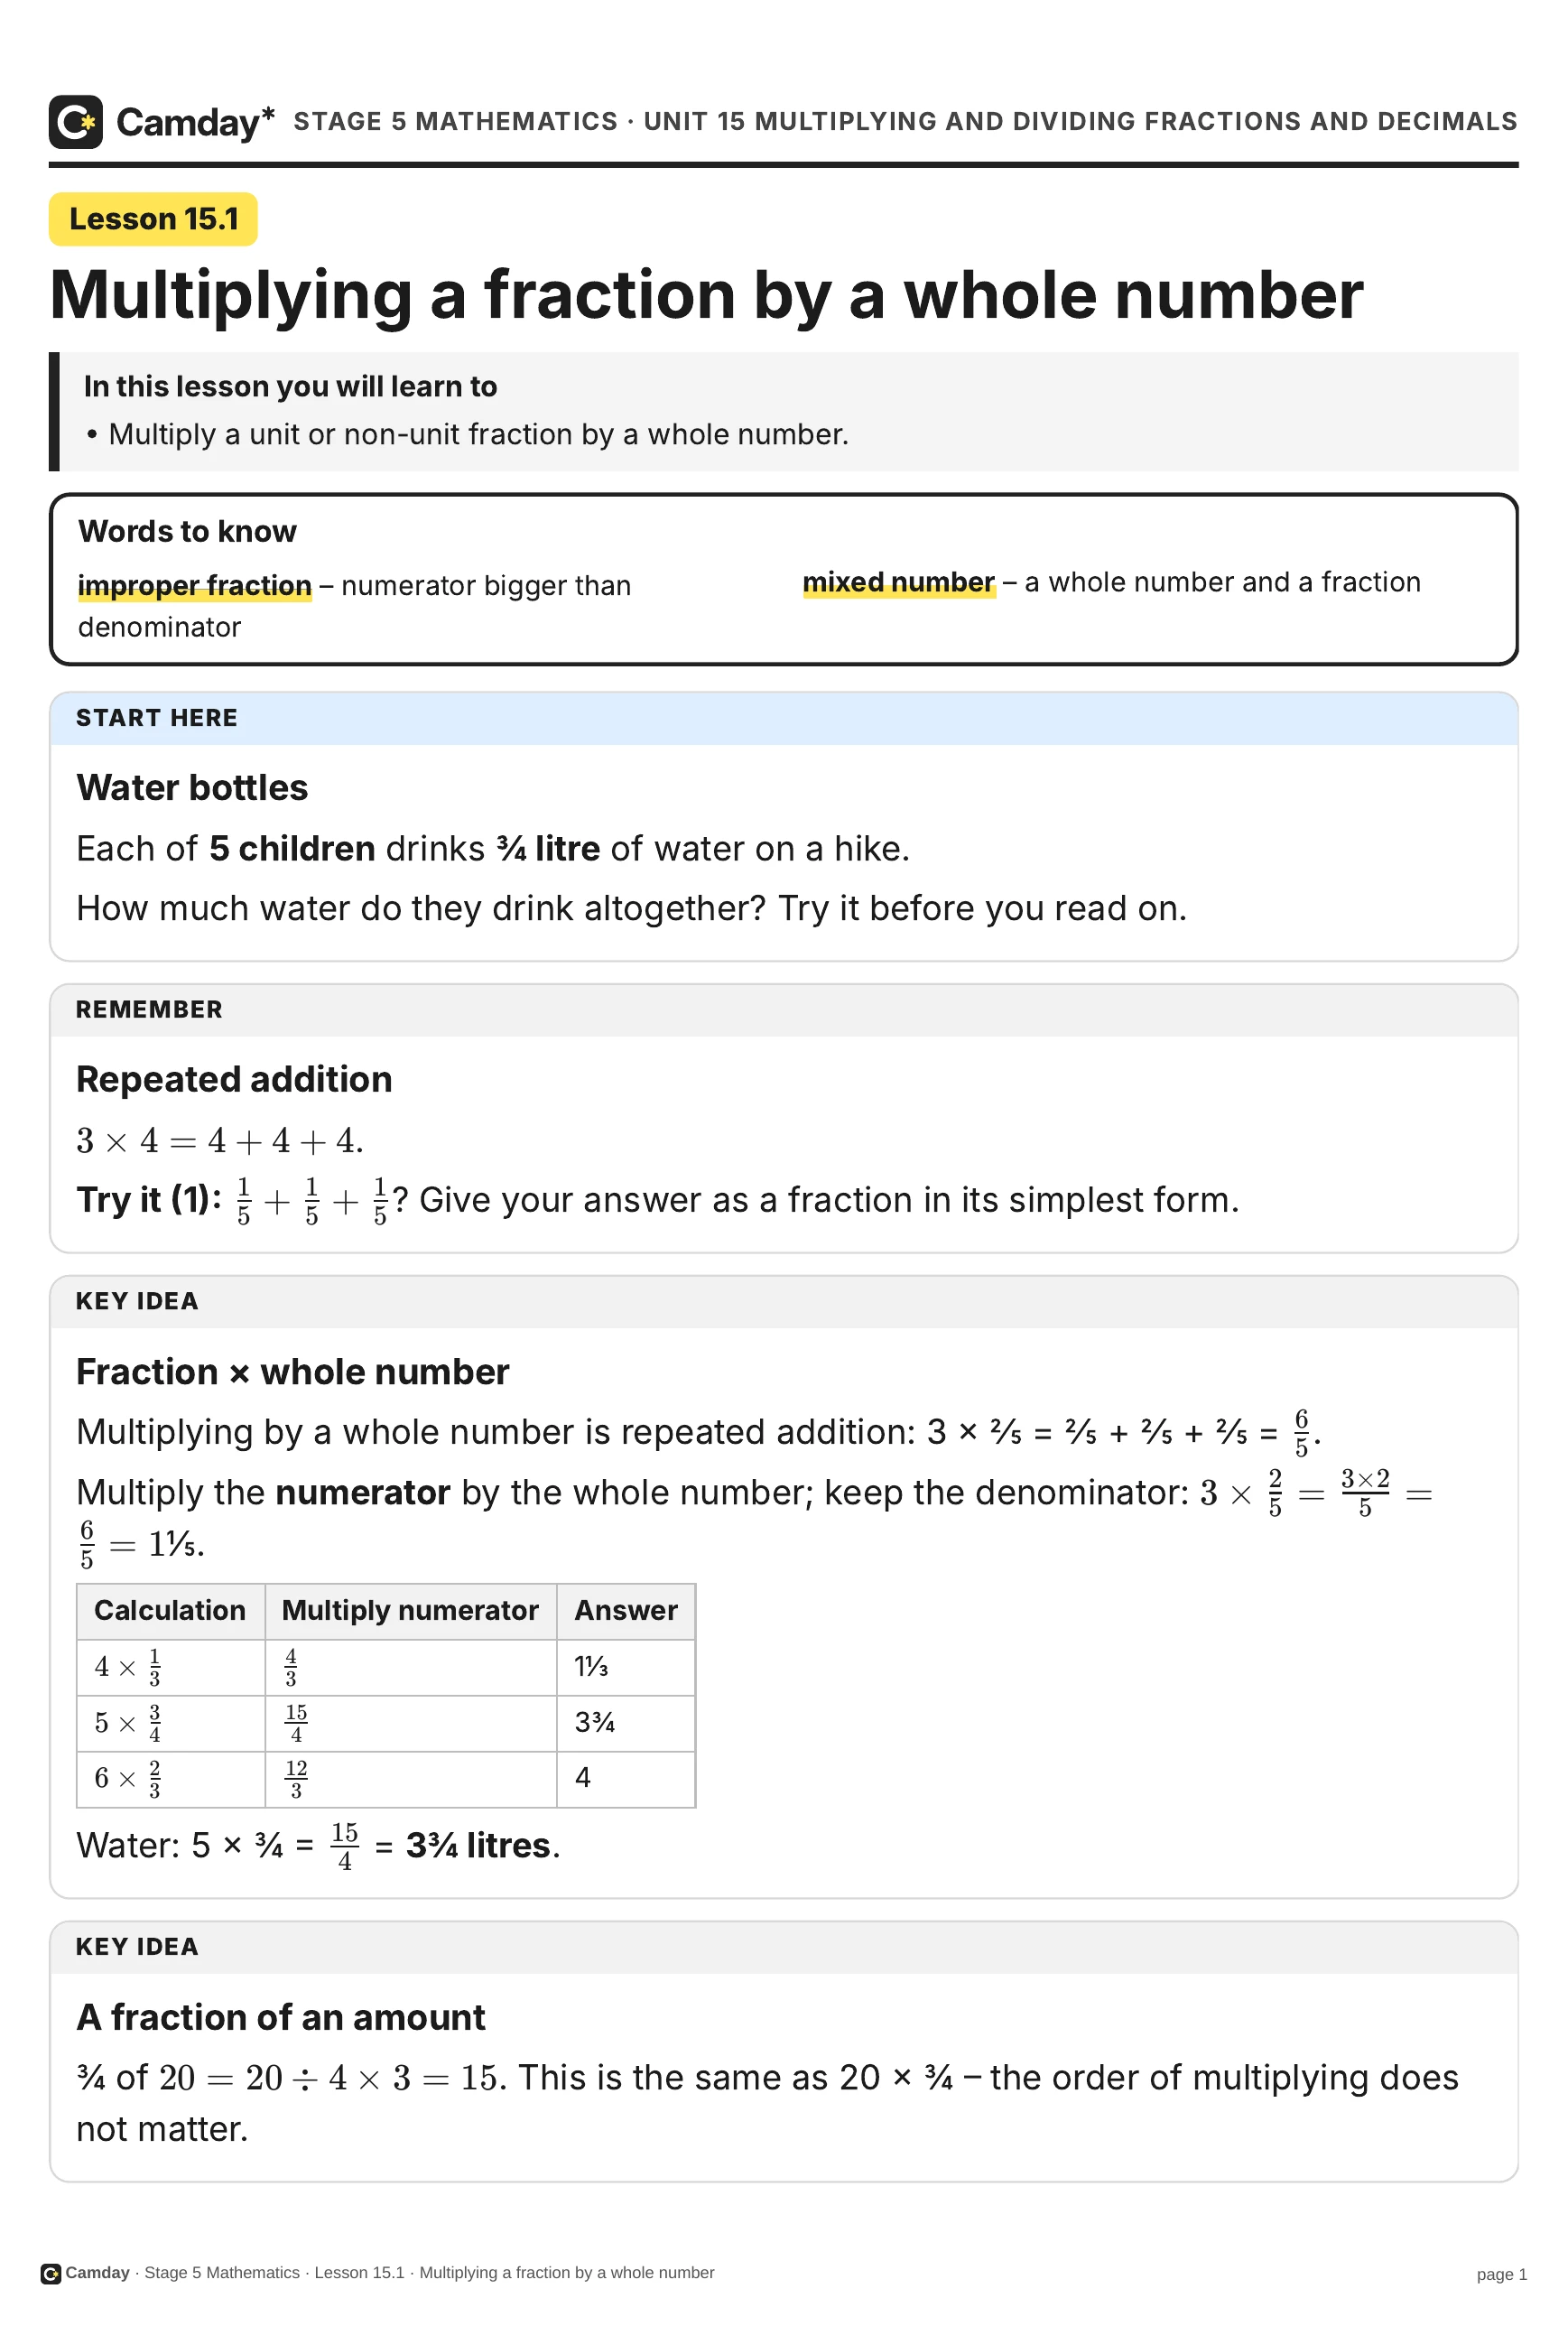 Camday* STAGE 5 MATHEMATICS · UNIT 15 MULTIPLYING AND DIVIDING FRACTIONS AND DECIMALS
Lesson 15.1
Multiplying a fraction by a whole number
In this lesson you will learn to
• Multiply a unit or non-unit fraction by a whole number.
Words to know
improper fraction – numerator bigger than
denominator
mixed number – a whole number and a fraction
START HERE
Water bottles
Each of 5 children drinks ¾ litre of water on a hike.
How much water do they drink altogether? Try it before you read on.
REMEMBER
Repeated addition
3 × 4 = 4 + 4 + 4.
Try it (1): 1/5 + 1/5 + 1/5? Give your answer as a fraction in its simplest form.
KEY IDEA
Fraction × whole number
Multiplying by a whole number is repeated addition: 3 × ⅖ = ⅖ + ⅖ + ⅖ = 6/5.
Multiply the numerator by the whole number; keep the denominator: 3 × 2/5 = 3×2/5 =
6/5 = 1⅕.
Calculation Multiply numerator Answer
4 × 1/3 4/3 1⅓
5 × 3/4 15/4 3¾
6 × 2/3 12/3 4
Water: 5 × ¾ = 15/4 = 3¾ litres.
KEY IDEA
A fraction of an amount
¾ of 20 = 20 ÷ 4 × 3 = 15. This is the same as 20 × ¾ – the order of multiplying does
not matter.
Camday · Stage 5 Mathematics · Lesson 15.1 · Multiplying a fraction by a whole number page 1